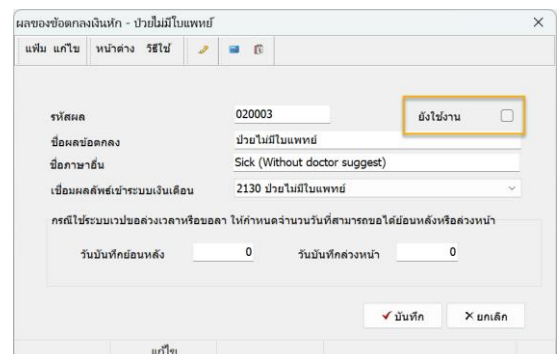 ผลของข้อตกลงเงินหัก - ป่วยไม่มีใบแพทย์
แฟ้ม แก้ไข หน้าต่าง วิธีใช้
รหัสผล 020003 ยังใช้งาน
ชื่อผลข้อตกลง ป่วยไม่มีใบแพทย์
ชื่อภาษาอื่น Sick (Without doctor suggest)
เชื่อมผลลัพธ์เข้าระบบเงินเดือน 2130 ป่วยไม่มีใบแพทย์
กรณีใช้ระบบเวปขอล่วงเวลาหรือขอลา ให้กำหนดจำนวนวันที่สามารถขอได้ย้อนหลังหรือล่วงหน้า
วันบันทึกย้อนหลัง 0 วันบันทึกล่วงหน้า 0
บันทึก ยกเลิก
แก้ไข